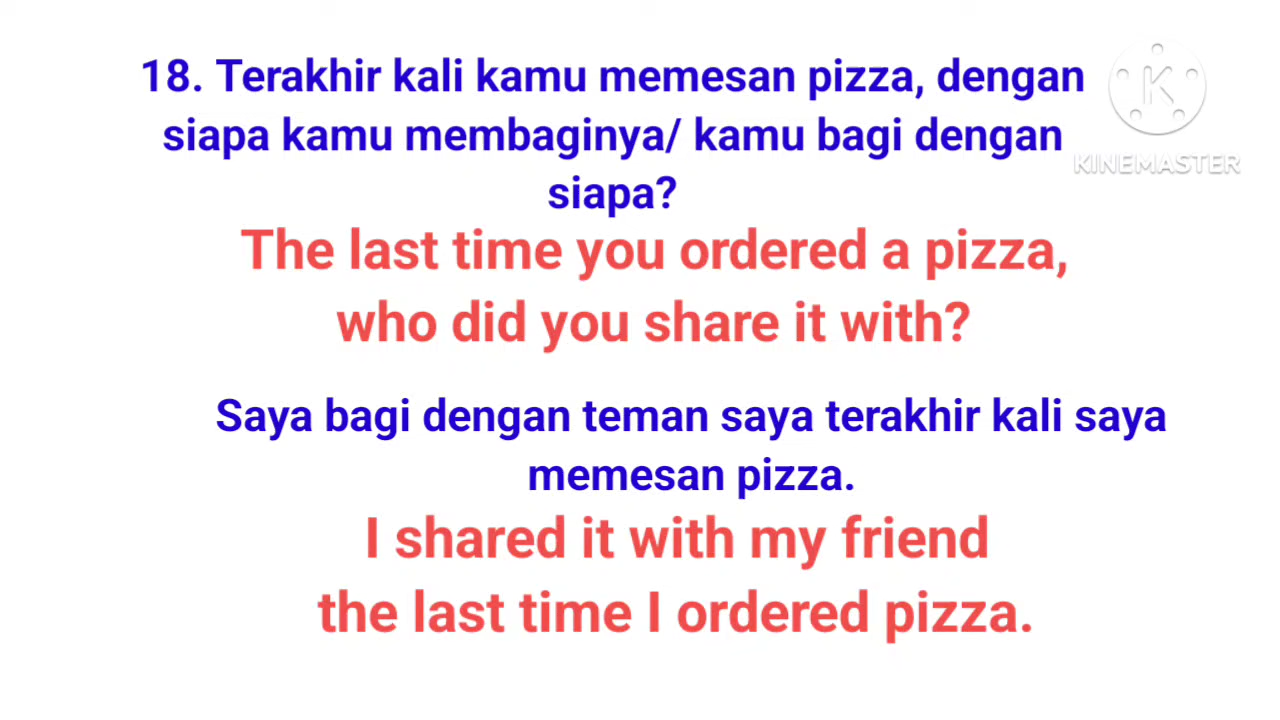 18. Terakhir kali kamu memesan pizza, dengan
siapa kamu membaginya/ kamu bagi dengan
siapa?
The last time you ordered a pizza,
who did you share it with?
Saya bagi dengan teman saya terakhir kali saya
memesan pizza.
I shared it with my friend
the last time I ordered pizza.
K
KINEMASTER